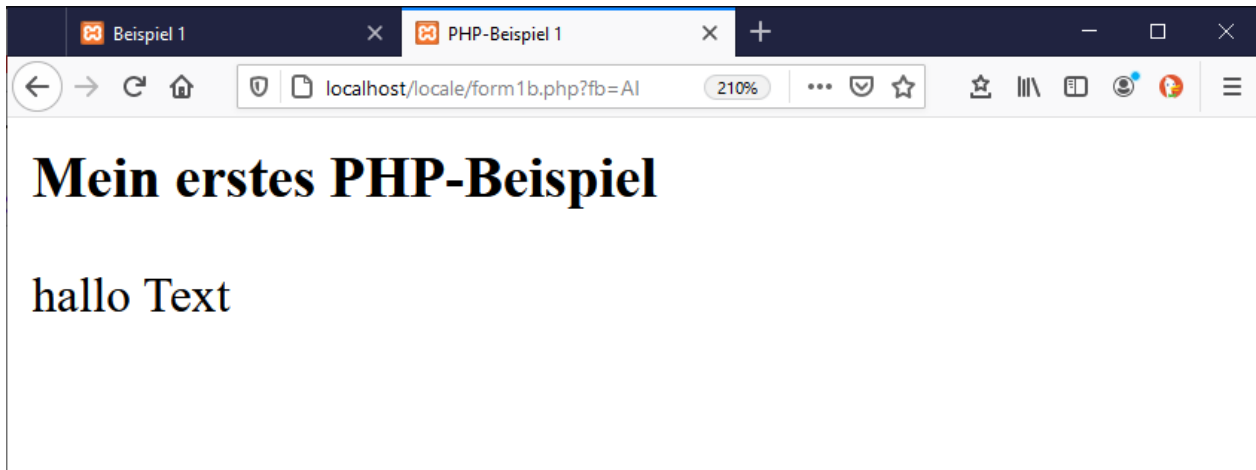 Beispiel 1
PHP-Beispiel 1
localhost/locale/form1b.php?fb=AI
210%
Mein erstes PHP-Beispiel
hallo Text